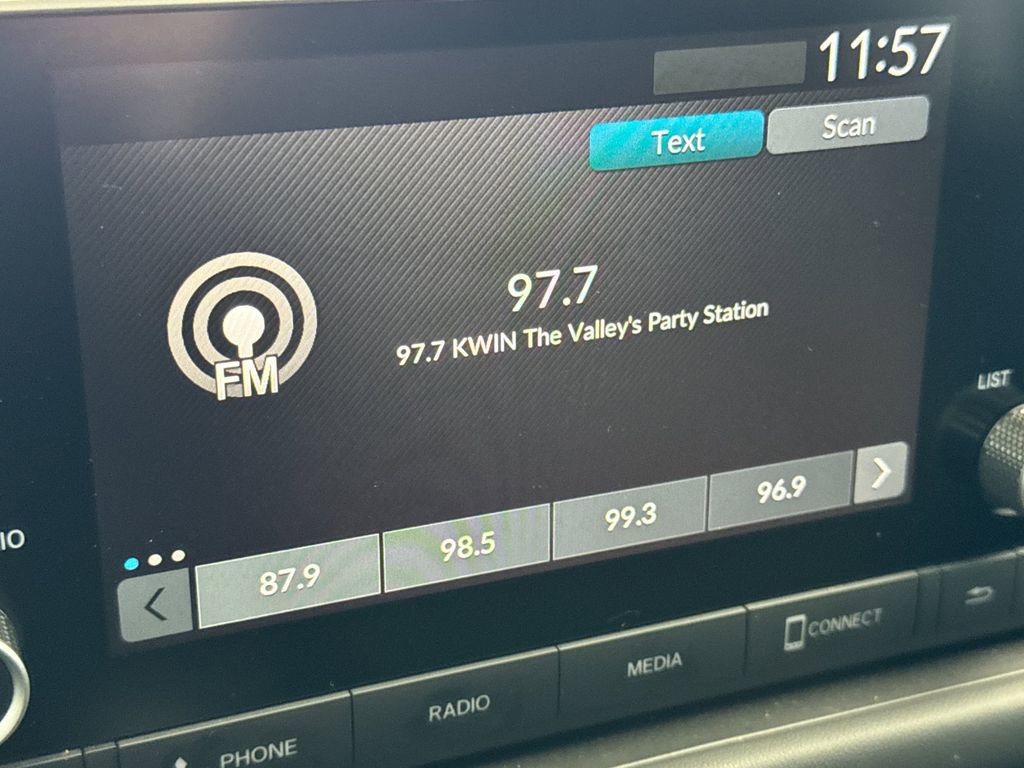 11:57
Text
Scan
97.7
97.7 KWIN The Valley's Party Station
FM
LIST
IO
87.9
98.5
99.3
96.9
CONNECT
MEDIA
RADIO
PHONE